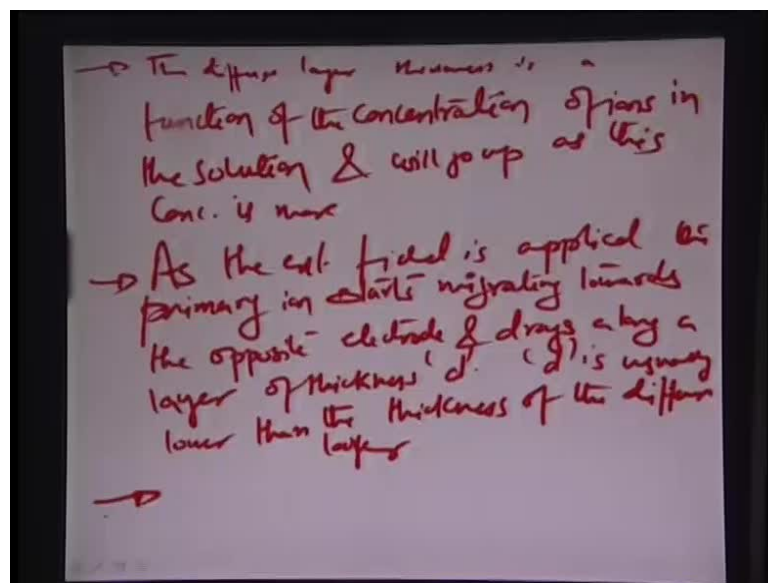 → The diffuse layer thickness is a
function of the concentration of ions in
the solution & will go up as this
Conc. is more
→ As the ext. field is applied the
primary ion starts migrating towards
the opposite electrode & drags along a
layer of thickness 'd'. 'd' is usually
lower than the thickness of the diffuse
layer
→